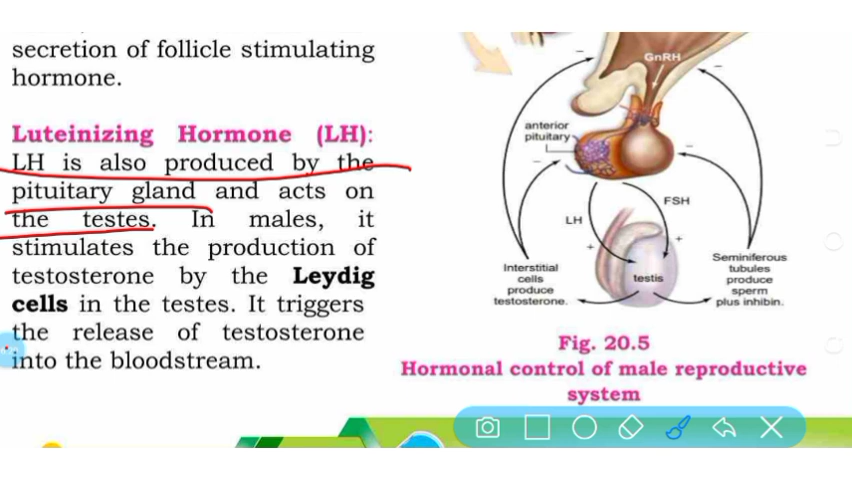 secretion of follicle stimulating
hormone.
Luteinizing Hormone (LH):
LH is also produced by the
pituitary gland and acts on
the testes. In males, it
stimulates the production of
testosterone by the Leydig
cells in the testes. It triggers
the release of testosterone
into the bloodstream.
GnRH
anterior
pituitary
LH
FSH
Interstitial
cells
produce
testosterone.
testis
Seminiferous
tubules
produce
sperm
plus inhibin.
Fig. 20.5
Hormonal control of male reproductive
system